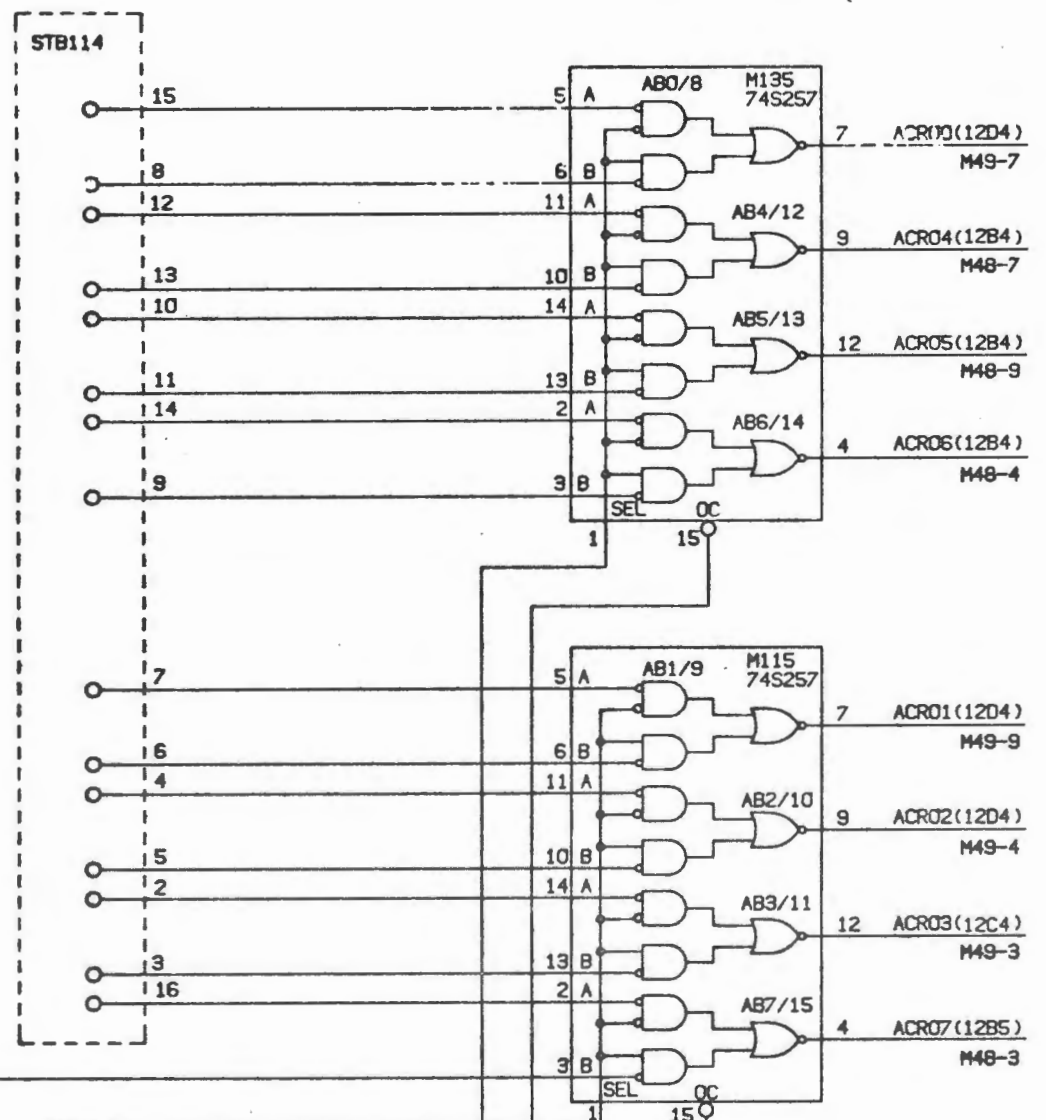 STB114
15
8
12
13
10
11
14
9
7
6
4
5
2
3
16
AB0/8 M135
74S257
5 A
6 B
11 A
10 B
14 A
13 B
2 A
3 B
AB4/12
AB5/13
AB6/14
SEL OC
1 15
7 ACR00(12D4)
M49-7
9 ACR04(12B4)
M48-7
12 ACR05(12B4)
M48-9
4 ACR06(12B4)
M48-4
AB1/9 M115
74S257
5 A
6 B
11 A
10 B
14 A
13 B
2 A
3 B
AB2/10
AB3/11
AB7/15
SEL OC
1 15
7 ACR01(12D4)
M49-9
9 ACR02(12D4)
M49-4
12 ACR03(12C4)
M49-3
4 ACR07(12B5)
M48-3